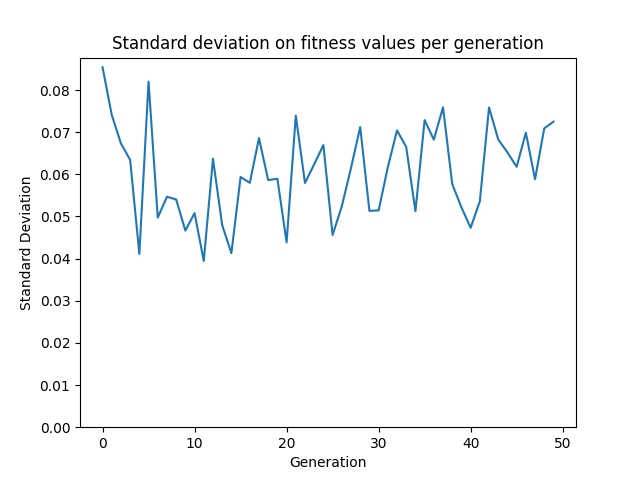 Standard deviation on fitness values per generation
Standard Deviation
0.08
0.07
0.06
0.05
0.04
0.03
0.02
0.01
0.00
0 10 20 30 40 50
Generation